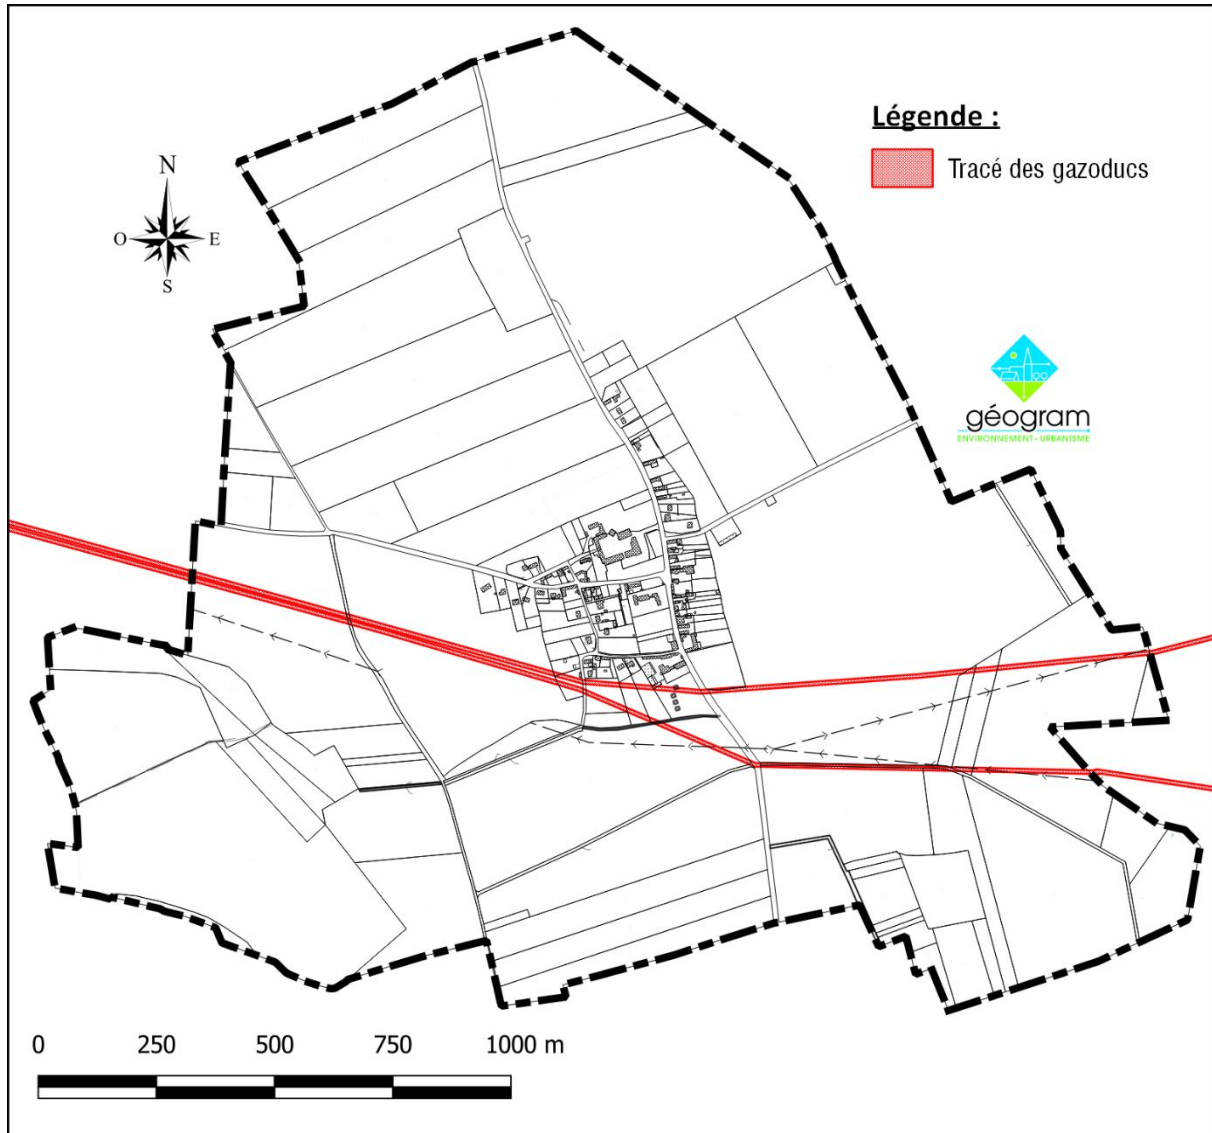 Légende :
Tracé des gazoducs
N
O E
S
géogram
ENVIRONNEMENT - URBANISME
0 250 500 750 1000 m